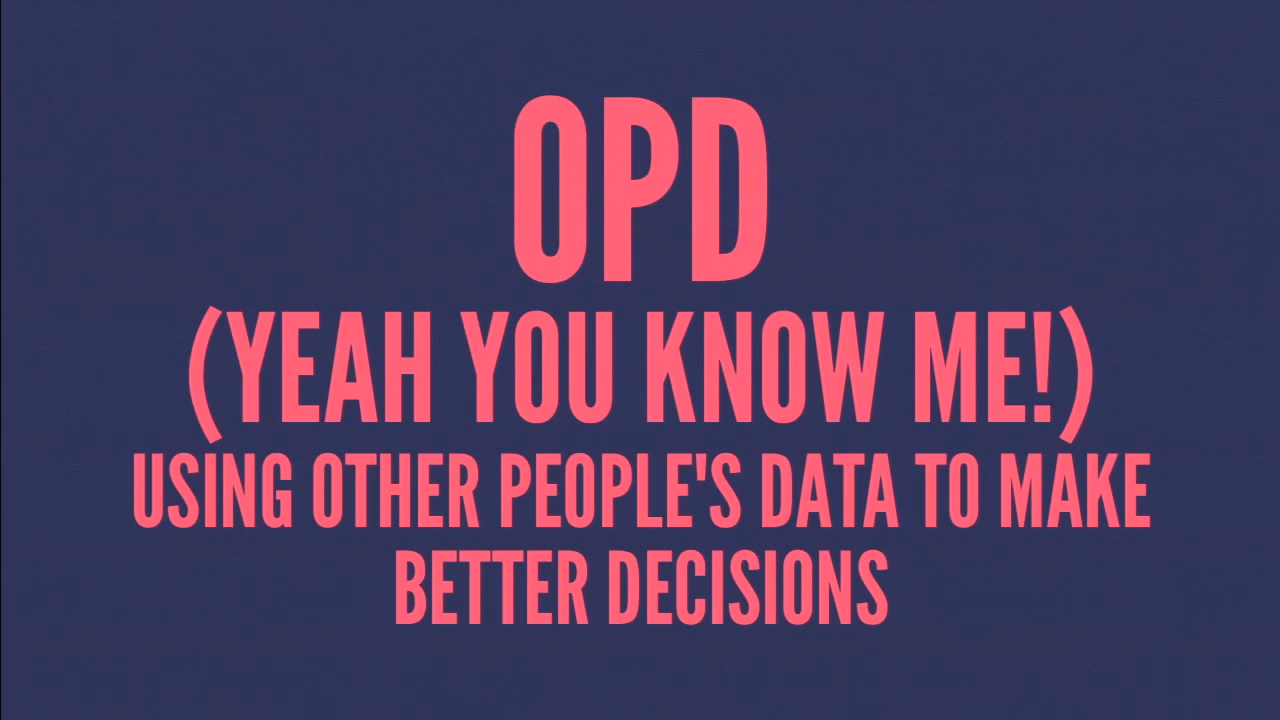 OPD
(YEAH YOU KNOW ME!)
USING OTHER PEOPLE'S DATA TO MAKE
BETTER DECISIONS